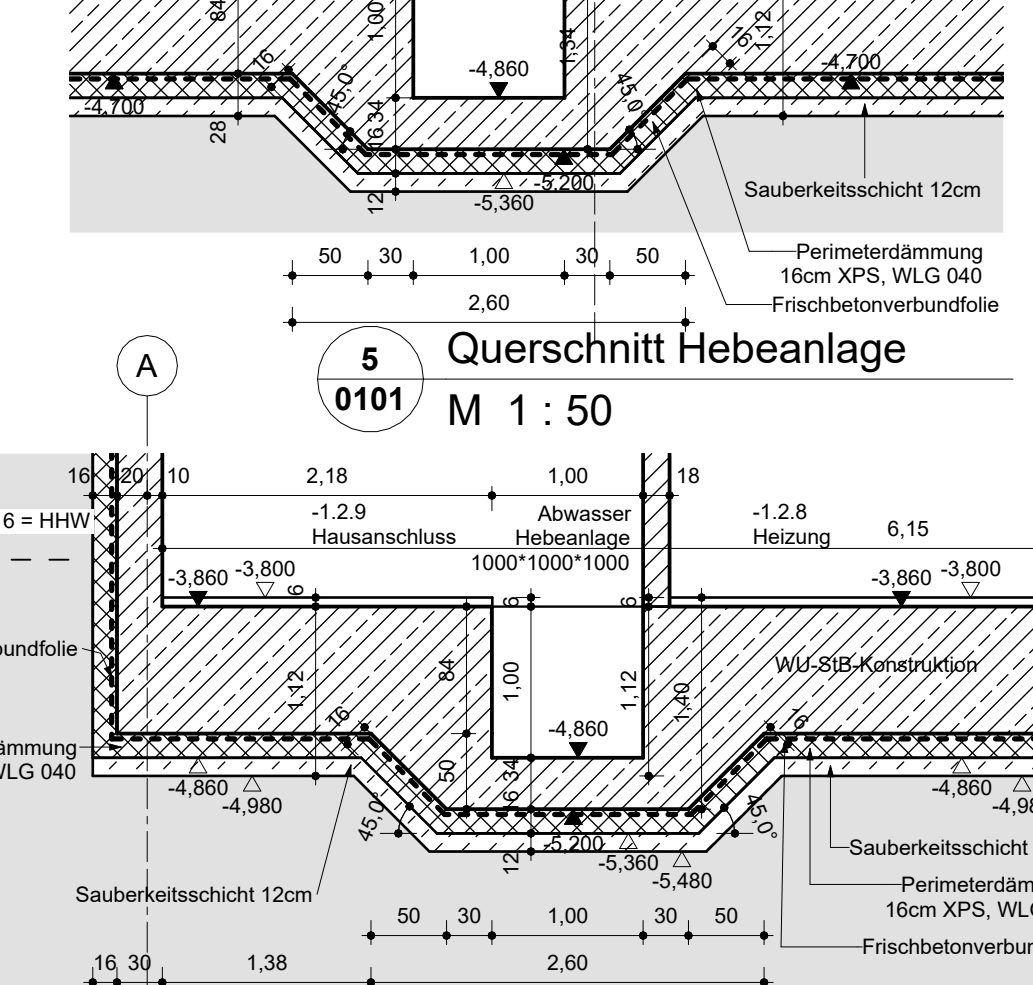 84
1,00
1,34
16
1,12
16
45,0°
-4,860
45,0
-4,700
-4,700
34
16
28
-5,200
-5,360
12
Sauberkeitsschicht 12cm
50 30 1,00 30 50
Perimeterdämmung
16cm XPS, WLG 040
2,60
Frischbetonverbundfolie
5
0101
Querschnitt Hebeanlage
M 1 : 50
A
16 20 10 2,18 1,00 18
-1.2.9
Hausanschluss
Abwasser
Hebeanlage
1000*1000*1000
-1.2.8
Heizung
6,15
6 = HHW
-3,860 -3,800
6 6 6
-3,860 -3,800
bundfolie
84
1,00
1,12
1,12
1,40
WU-StB-Konstruktion
16
-4,860
16
ämmung
WLG 040
50
34
16
-4,860
-4,980
-4,860
-4,98
45,0°
45,0°
-5,200
12
-5,360
-5,480
Sauberkeitsschicht
Perimeterdäm
16cm XPS, WL
Sauberkeitsschicht 12cm
50 30 1,00 30 50
Frischbetonverbun
16 30 1,38 2,60